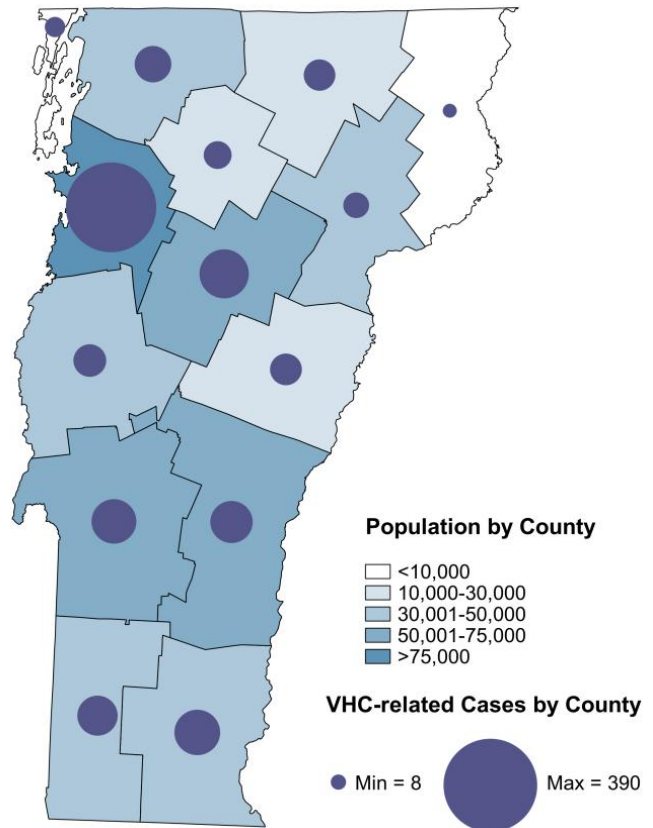 Population by County
<10,000
10,000-30,000
30,001-50,000
50,001-75,000
>75,000
VHC-related Cases by County
Min = 8 Max = 390